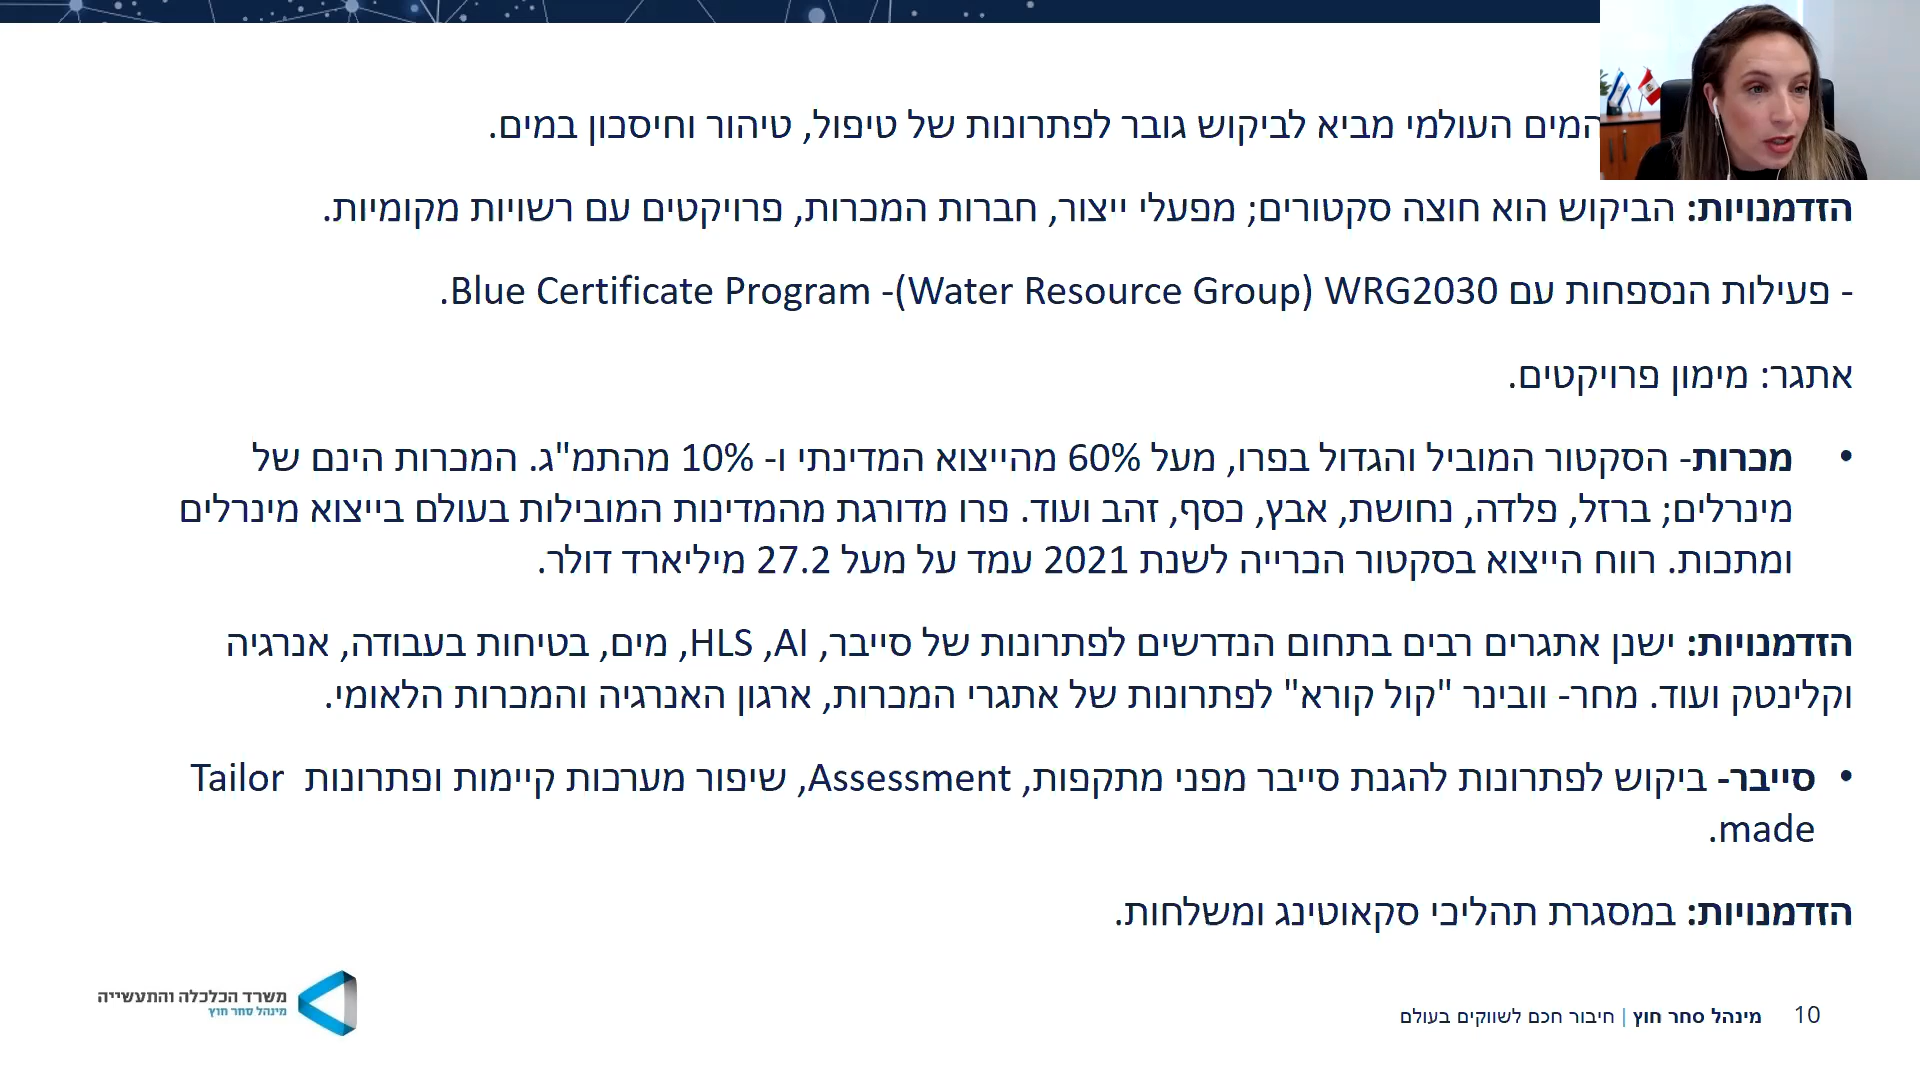 המים העולמי מביא לביקוש גובר לפתרונות של טיפול, טיהור וחיסכון במים.
הזדמנויות: הביקוש הוא חוצה סקטורים; מפעלי ייצור, חברות המכרות, פרויקטים עם רשויות מקומיות.
- פעילות הנספחות עם WRG2030 (Water Resource Group)- Blue Certificate Program.
אתגר: מימון פרויקטים.
• מכרות- הסקטור המוביל והגדול בפרו, מעל 60% מהייצוא המדינתי ו- 10% מהתמ"ג. המכרות הינם של
מינרלים; ברזל, פלדה, נחושת, אבץ, כסף, זהב ועוד. פרו מדורגת מהמדינות המובילות בעולם בייצוא מינרלים
ומתכות. רווח הייצוא בסקטור הכרייה לשנת 2021 עמד על מעל 27.2 מיליארד דולר.
הזדמנויות: ישנן אתגרים רבים בתחום הנדרשים לפתרונות של סייבר, AI, HLS, מים, בטיחות בעבודה, אנרגיה
וקלינטק ועוד. מחר- וובינר "קול קורא" לפתרונות של אתגרי המכרות, ארגון האנרגיה והמכרות הלאומי.
• סייבר- ביקוש לפתרונות להגנת סייבר מפני מתקפות, Assessment, שיפור מערכות קיימות ופתרונות Tailor
made.
הזדמנויות: במסגרת תהליכי סקאוטינג ומשלחות.
משרד הכלכלה והתעשייה
מינהל סחר חוץ
10 מינהל סחר חוץ | חיבור חכם לשווקים בעולם